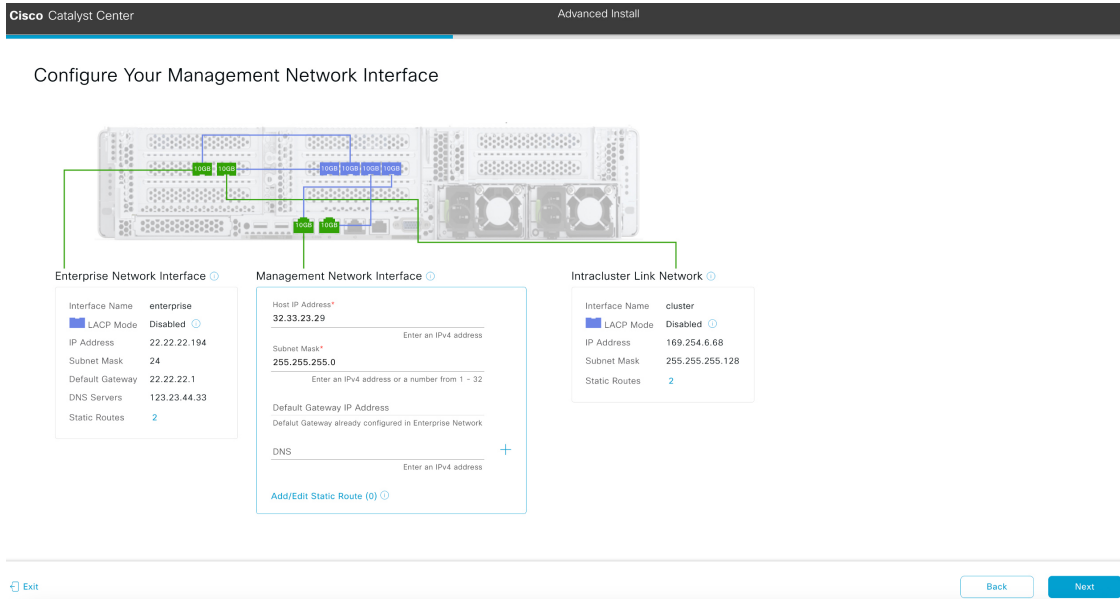 Cisco Catalyst Center
Advanced Install
Configure Your Management Network Interface
10GB 10GB 10GB 10GB 10GB 10GB
10GB 10GB
Enterprise Network Interface
Interface Name enterprise
LACP Mode Disabled
IP Address 22.22.22.194
Subnet Mask 24
Default Gateway 22.22.22.1
DNS Servers 123.23.44.33
Static Routes 2
Management Network Interface
Host IP Address*
32.33.23.29
Enter an IPv4 address
Subnet Mask*
255.255.255.0
Enter an IPv4 address or a number from 1 - 32
Default Gateway IP Address
Defalut Gateway already configured in Enterprise Network
DNS
Enter an IPv4 address
Add/Edit Static Route (0)
Intracluster Link Network
Interface Name cluster
LACP Mode Disabled
IP Address 169.254.6.68
Subnet Mask 255.255.255.128
Static Routes 2
Exit
Back
Next